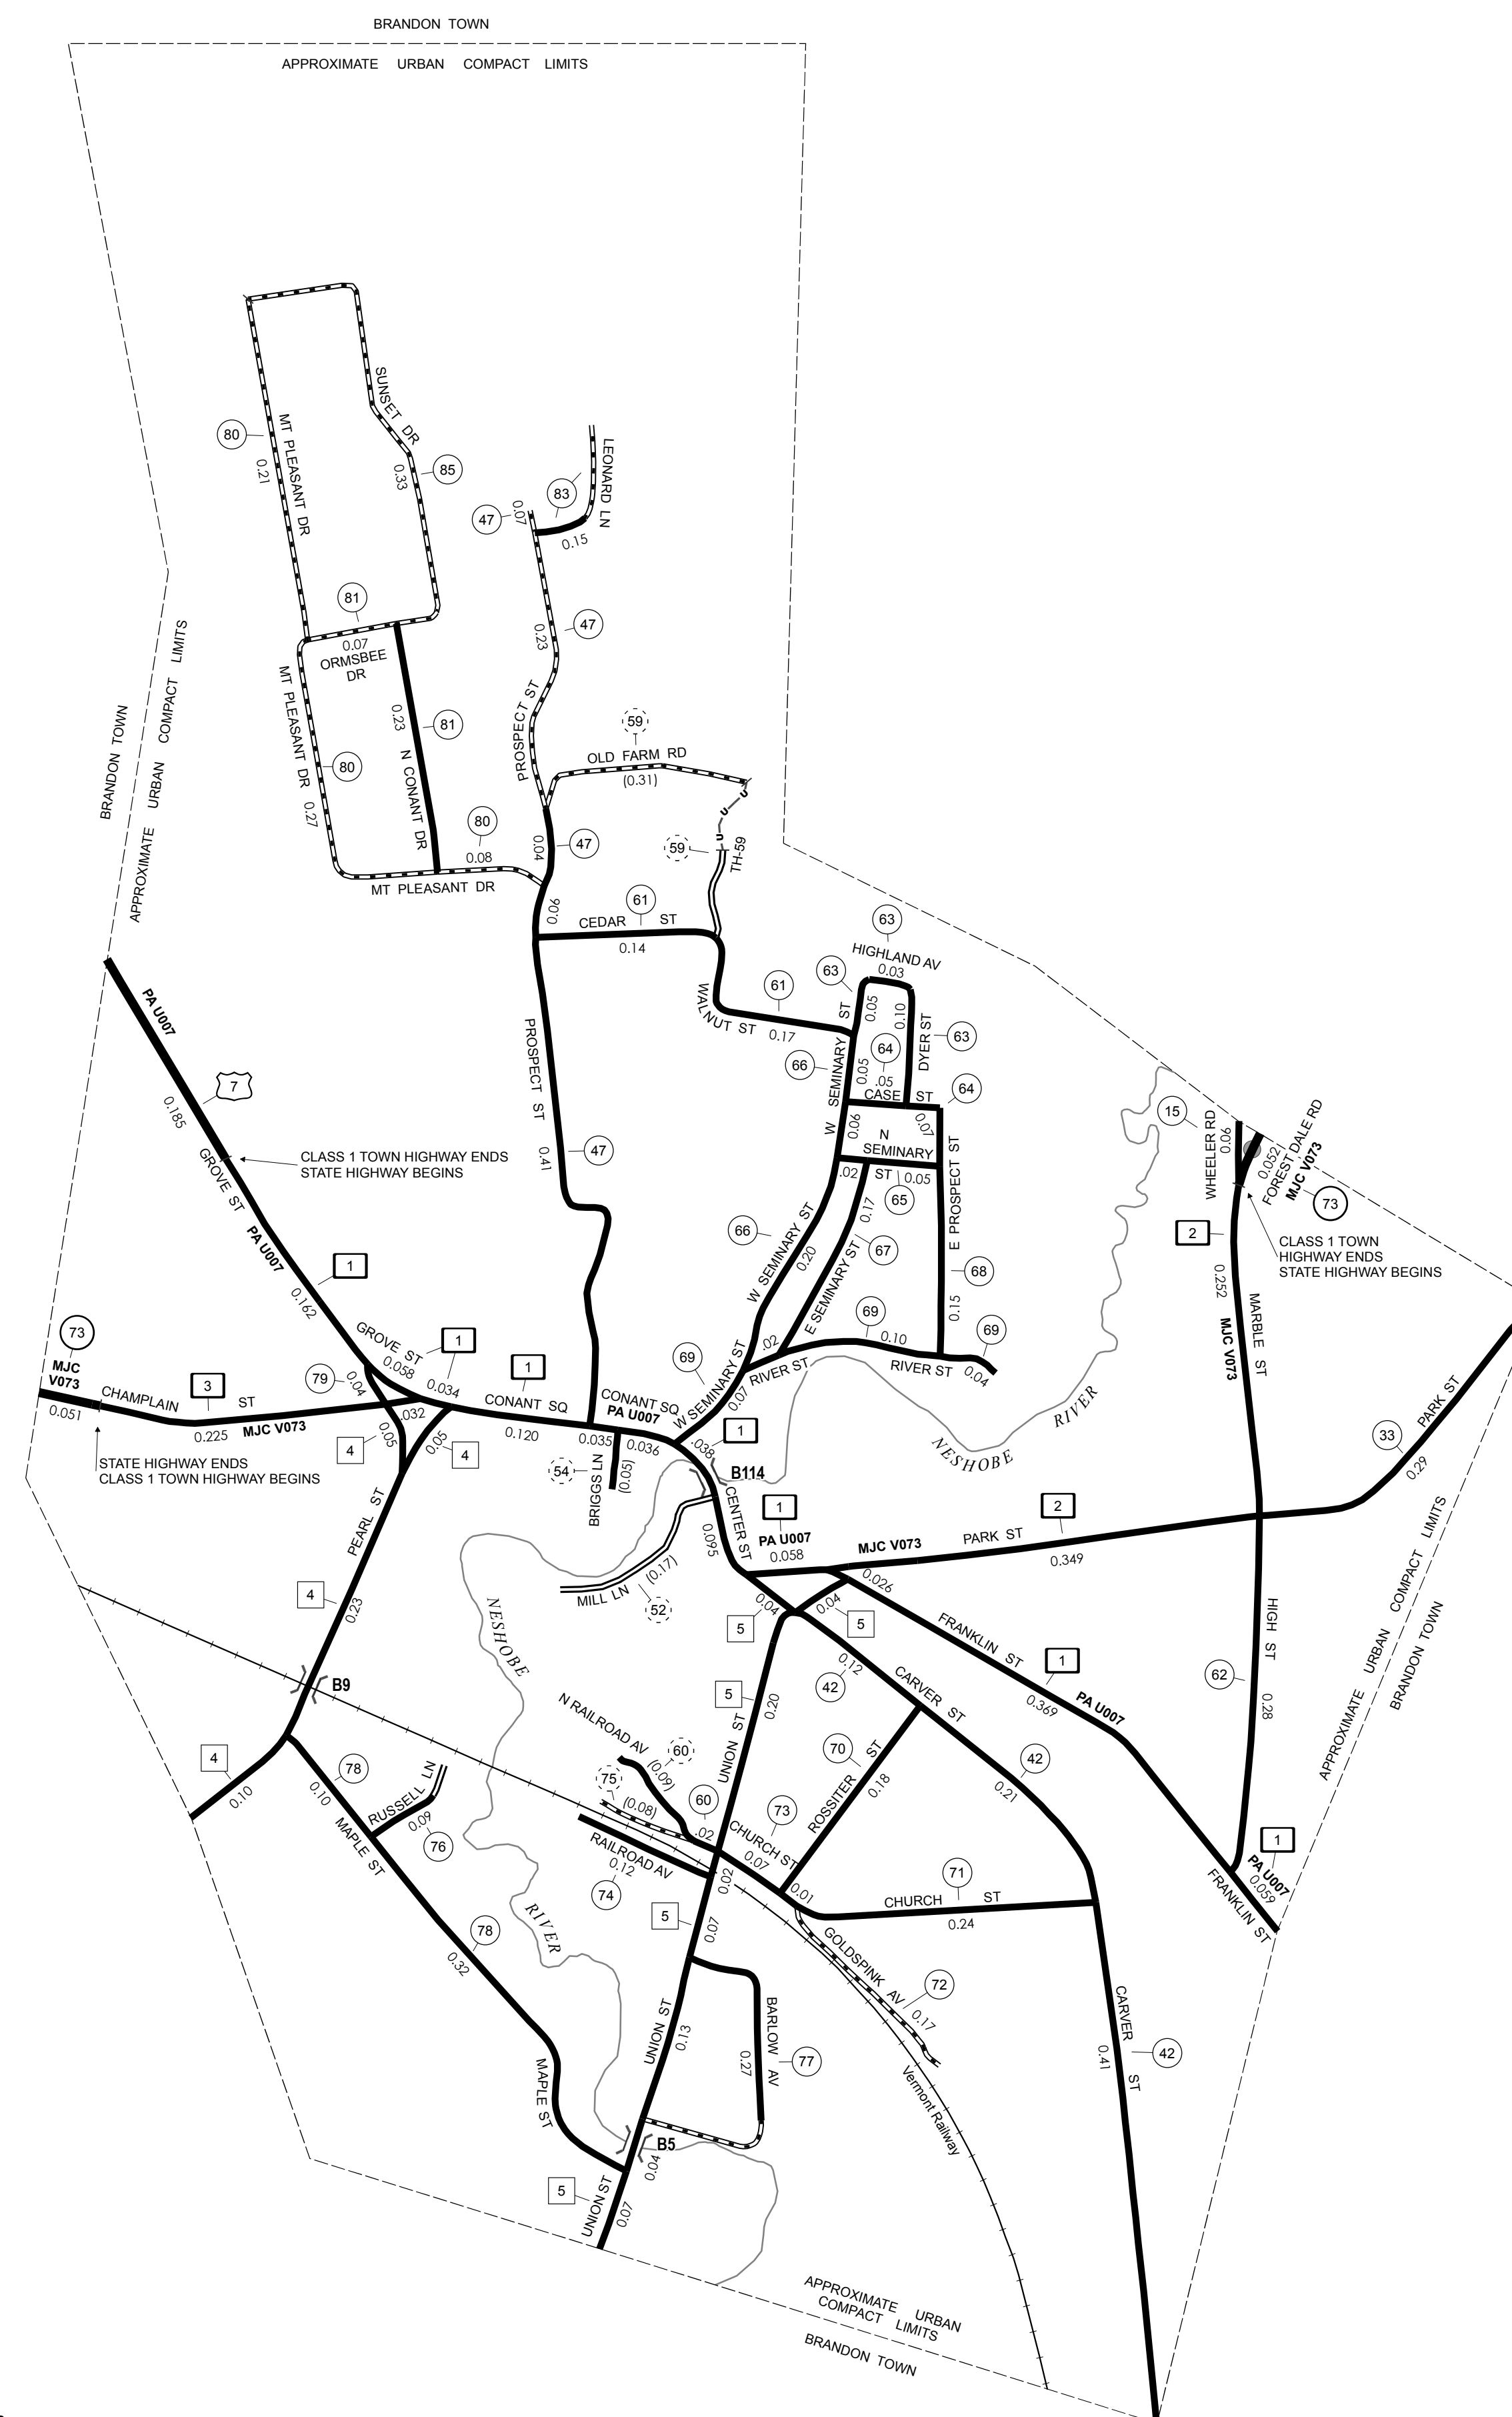 BRANDON TOWN
APPROXIMATE URBAN COMPACT LIMITS
SUNSET DR
80
MT PLEASANT DR
0.21
0.33
85
LEONARD LN
83
47
0.07
0.15
81
0.07
ORMSBEE
DR
47
0.23
PROSPECT ST
MT PLEASANT DR
80
0.27
0.23
81
N CONANT DR
59
OLD FARM RD
(0.31)
80
0.08
MT PLEASANT DR
0.04
47
59
TH-59
U
U
U
BRANDON TOWN
APPROXIMATE URBAN COMPACT LIMITS
0.06
61
CEDAR ST
0.14
63
HIGHLAND AV
0.03
63
61
WALNUT ST
0.17
0.05
0.10
DYER ST
63
64
66
W SEMINARY ST
0.05
.05
CASE ST
64
PA U007
7
0.185
PROSPECT ST
0.41
47
0.06
N
SEMINARY
ST
0.07
.02
0.05
65
E PROSPECT ST
15
WHEELER RD
0.06
0.052
FOREST DALE RD
MJC V073
73
CLASS 1 TOWN HIGHWAY ENDS
STATE HIGHWAY BEGINS
GROVE ST
PA U007
1
0.162
66
W SEMINARY ST
0.20
0.17
67
E SEMINARY ST
68
0.15
2
0.252
CLASS 1 TOWN
HIGHWAY ENDS
STATE HIGHWAY BEGINS
MARBLE ST
MJC V073
73
MJC
V073
0.051
CHAMPLAIN ST
3
0.225
MJC V073
GROVE ST
0.058
1
0.034
79
0.04
.032
0.05
0.05
4
4
1
CONANT SQ
0.120
CONANT SQ
PA U007
0.035
0.036
69
W SEMINARY ST
0.07
.02
RIVER ST
69
0.10
RIVER ST
69
0.04
NESHOBE RIVER
STATE HIGHWAY ENDS
CLASS 1 TOWN HIGHWAY BEGINS
54
BRIGGS LN
(0.05)
.038
1
B114
CENTER ST
0.095
1
PA U007
0.058
MJC V073
PARK ST
2
0.349
33
PARK ST
0.29
PEARL ST
4
0.23
MILL LN
(0.17)
52
0.04
5
0.04
5
0.026
FRANKLIN ST
1
0.369
PA U007
HIGH ST
62
0.28
APPROXIMATE URBAN COMPACT LIMITS
BRANDON TOWN
NESHOBE
B9
4
0.10
5
UNION ST
0.20
0.12
42
CARVER ST
N RAILROAD AV
60
(0.09)
75
(0.08)
60
.02
70
ROSSITER ST
0.18
42
0.21
78
0.10
RUSSELL LN
0.09
76
MAPLE ST
RAILROAD AV
0.12
74
73
CHURCH ST
0.07
0.02
0.01
71
CHURCH ST
0.24
1
PA U007
0.059
FRANKLIN ST
RIVER
5
0.07
78
0.32
GOLDSPINK AV
72
0.17
UNION ST
0.13
BARLOW AV
0.27
77
Vermont Railway
CARVER ST
0.41
42
MAPLE ST
B5
0.04
5
UNION ST
0.07
APPROXIMATE URBAN
COMPACT LIMITS
BRANDON TOWN